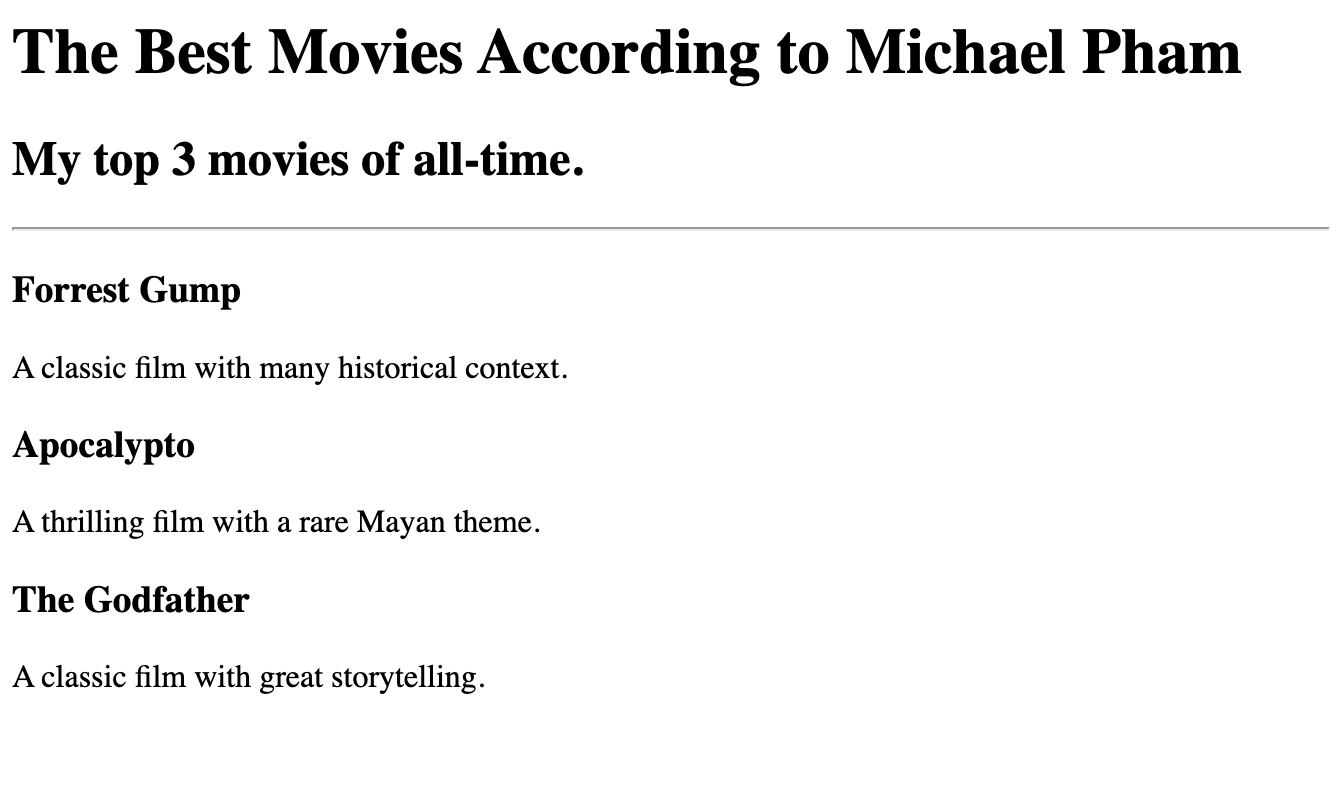 The Best Movies According to Michael Pham
My top 3 movies of all-time.
Forrest Gump
A classic film with many historical context.
Apocalypto
A thrilling film with a rare Mayan theme.
The Godfather
A classic film with great storytelling.